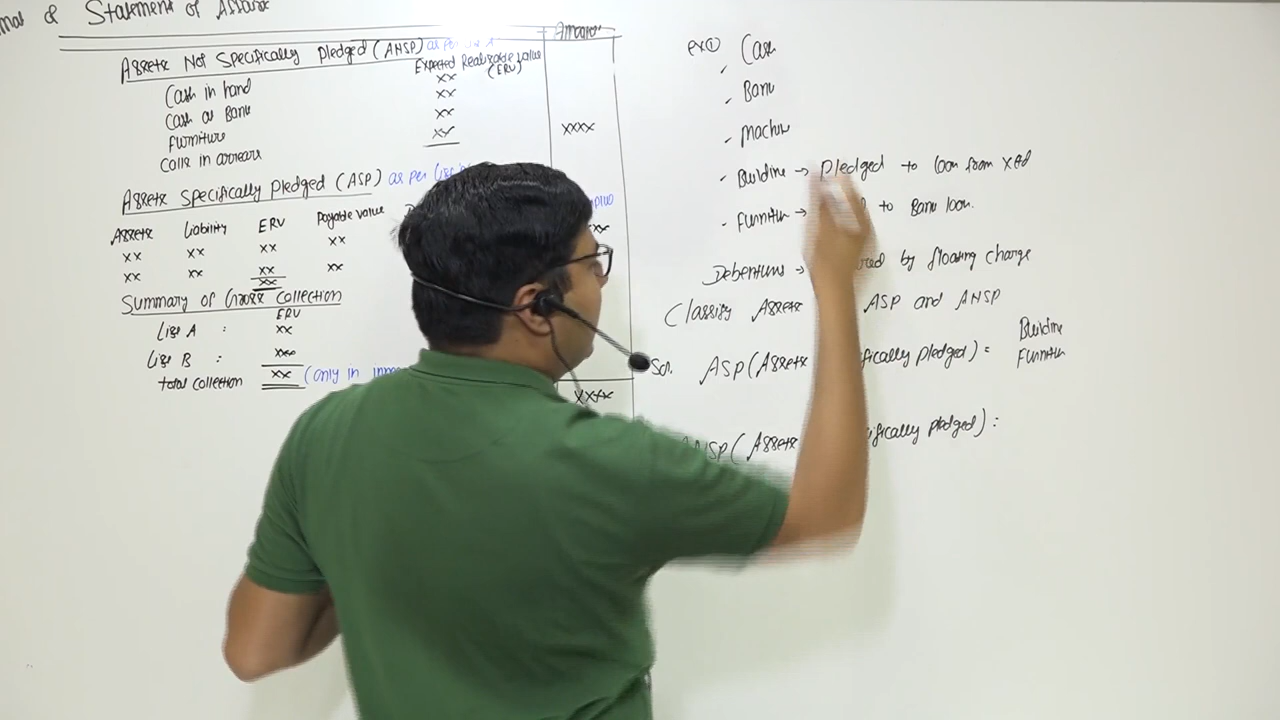 & Statement of Affairs
Amount
Assets Not Specifically Pledged (ANSP) as per List A
Expected Realizable Value (ERV)
Cash in hand xx
Cash at Bank xx
Furniture xx
Calls in arrears xx xxxx
Assets Specifically Pledged (ASP) as per List
Assets Liability ERV Payable value
xx xx xx xx
xx xx xx xx
xx
Summary of Gross Collection
ERV
List A : xx
List B : xxx
total collection xx (only in
xxxx
ex①
- Cash
- Bank
- Machine
- Building → Pledged to loan from X Ltd
- Furniture → to Bank loan.
Debentures → by floating charge
Classify Assets ASP and ANSP
Sol. ASP (Assets ifically pledged) = Building
Furniture
ANSP (Assets ifically pledged) :